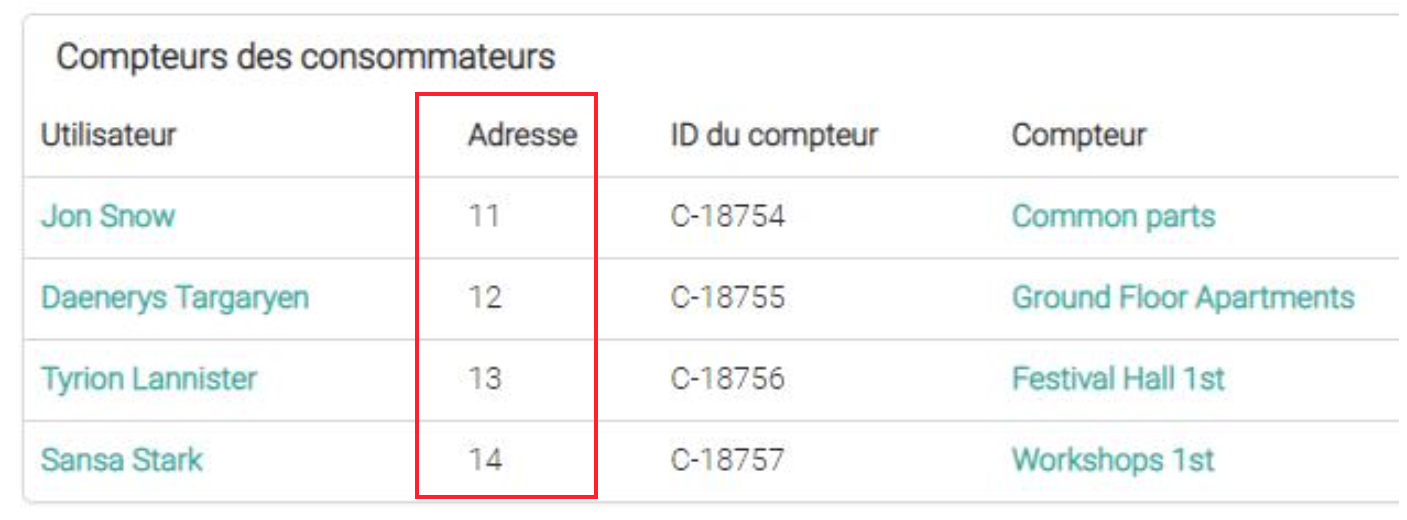 Compteurs des consommateurs
Utilisateur Adresse ID du compteur Compteur
Jon Snow 11 C-18754 Common parts
Daenerys Targaryen 12 C-18755 Ground Floor Apartments
Tyrion Lannister 13 C-18756 Festival Hall 1st
Sansa Stark 14 C-18757 Workshops 1st